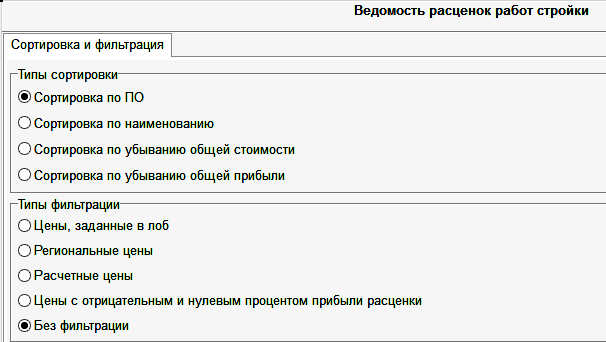 Ведомость расценок работ стройки
Сортировка и фильтрация
Типы сортировки
Сортировка по ПО
Сортировка по наименованию
Сортировка по убыванию общей стоимости
Сортировка по убыванию общей прибыли
Типы фильтрации
Цены, заданные в лоб
Региональные цены
Расчетные цены
Цены с отрицательным и нулевым процентом прибыли расценки
Без фильтрации